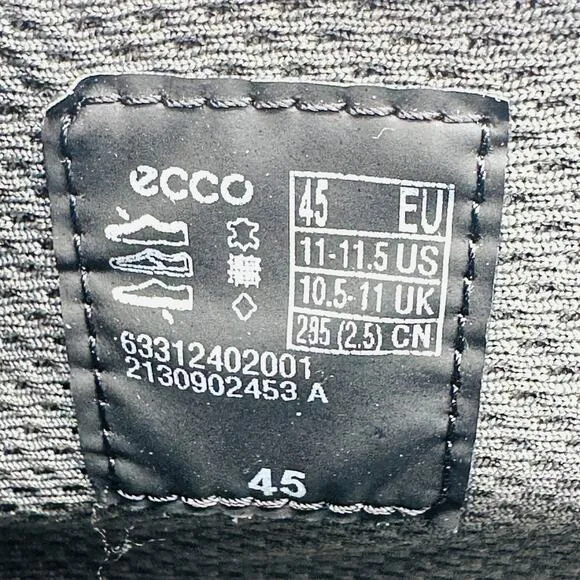 ecco
45 EU
11-11.5 US
10.5-11 UK
295 (2.5) CN
63312402001
2130902453 A
45